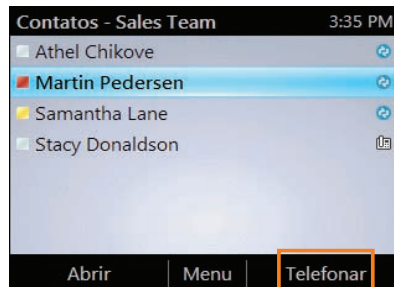 Contatos - Sales Team 3:35 PM
Athel Chikove
Martin Pedersen
Samantha Lane
Stacy Donaldson
Abrir Menu Telefonar